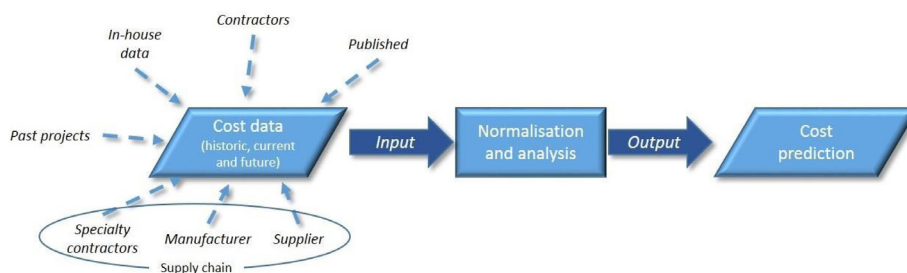 Contractors
In-house
data
Published
Past projects
Cost data
(historic, current
and future)
Input
Normalisation
and analysis
Output
Cost
prediction
Specialty
contractors
Manufacturer
Supplier
Supply chain